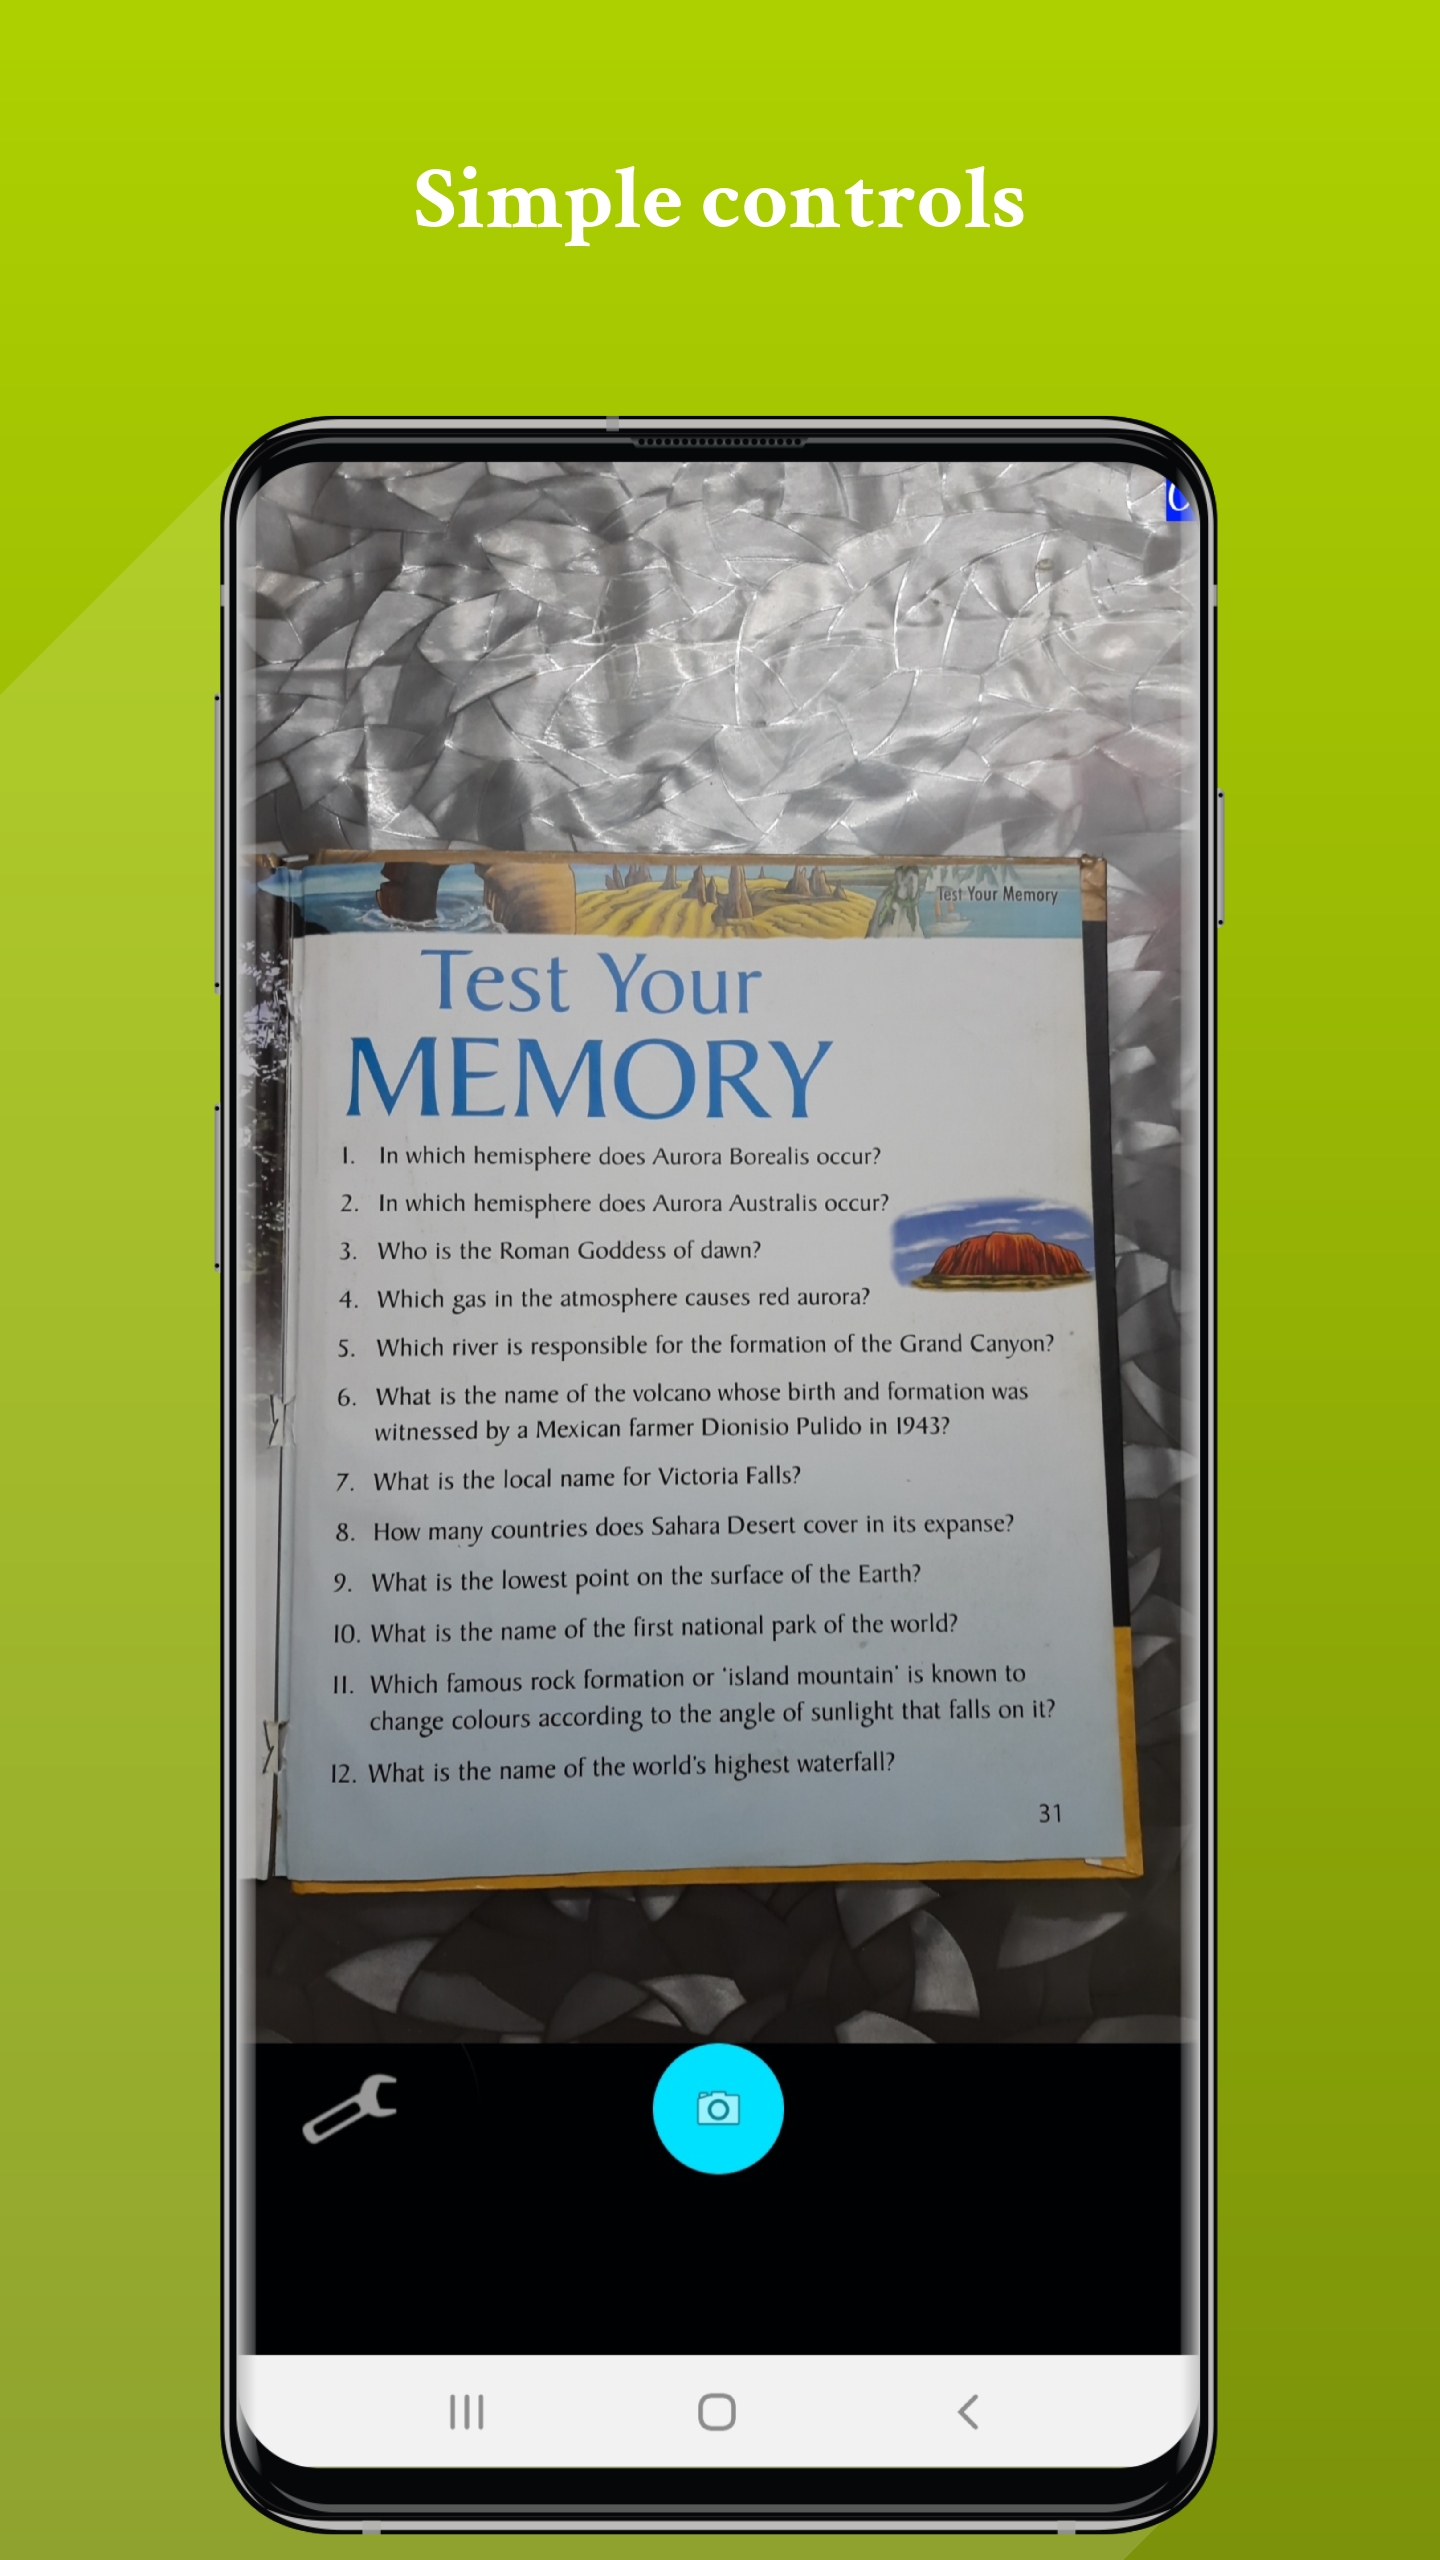 Simple controls
Test Your Memory
Test Your
MEMORY
1. In which hemisphere does Aurora Borealis occur?
2. In which hemisphere does Aurora Australis occur?
3. Who is the Roman Goddess of dawn?
4. Which gas in the atmosphere causes red aurora?
5. Which river is responsible for the formation of the Grand Canyon?
6. What is the name of the volcano whose birth and formation was
witnessed by a Mexican farmer Dionisio Pulido in 1943?
7. What is the local name for Victoria Falls?
8. How many countries does Sahara Desert cover in its expanse?
9. What is the lowest point on the surface of the Earth?
10. What is the name of the first national park of the world?
11. Which famous rock formation or 'island mountain' is known to
change colours according to the angle of sunlight that falls on it?
12. What is the name of the world's highest waterfall?
31